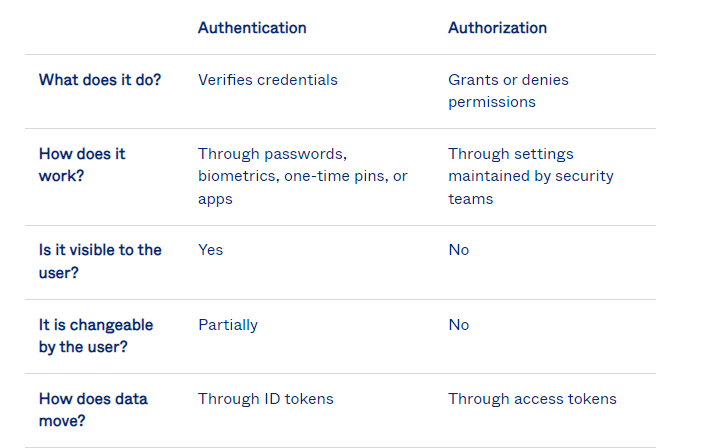 Authentication Authorization
What does it do? Verifies credentials Grants or denies
permissions
How does it Through passwords, Through settings
work? biometrics, one-time pins, or maintained by security
apps teams
Is it visible to the Yes No
user?
It is changeable Partially No
by the user?
How does data Through ID tokens Through access tokens
move?